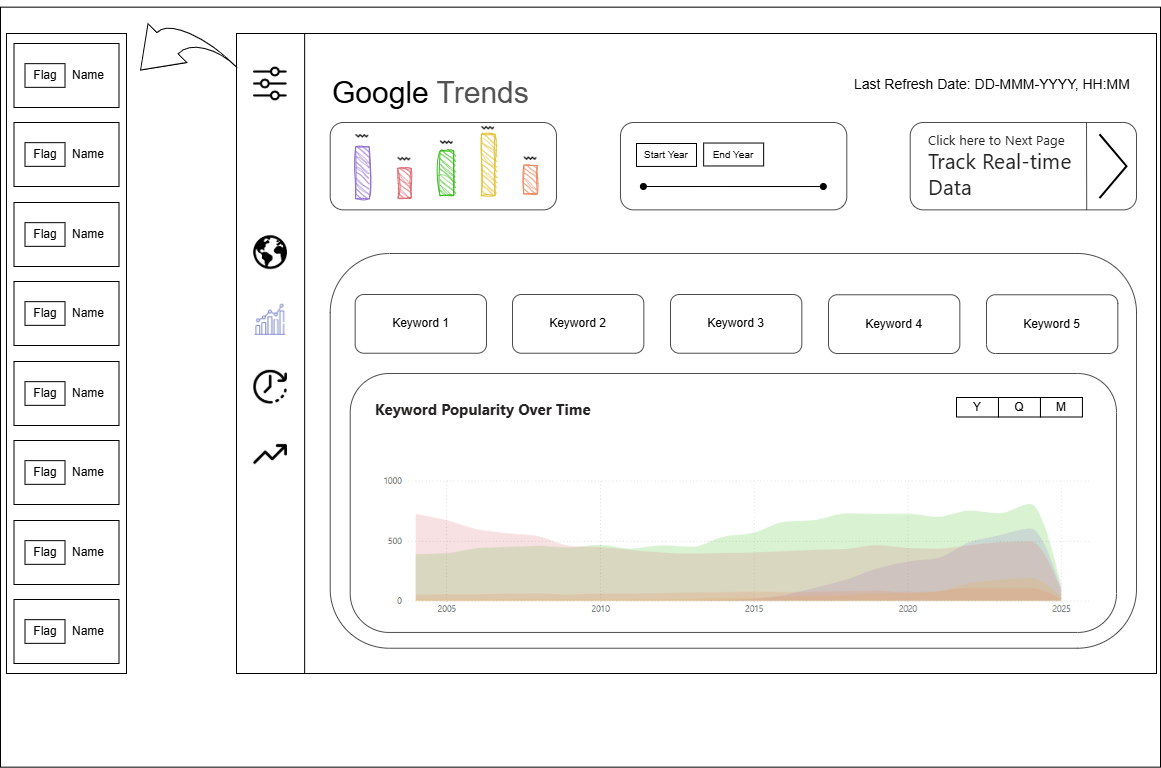 Flag Name
Flag Name
Flag Name
Flag Name
Flag Name
Flag Name
Flag Name
Flag Name
Google Trends
Last Refresh Date: DD-MMM-YYYY, HH:MM
Start Year
End Year
Click here to Next Page
Track Real-time
Data
Keyword 1
Keyword 2
Keyword 3
Keyword 4
Keyword 5
Keyword Popularity Over Time
Y Q M
1000
500
0
2005 2010 2015 2020 2025